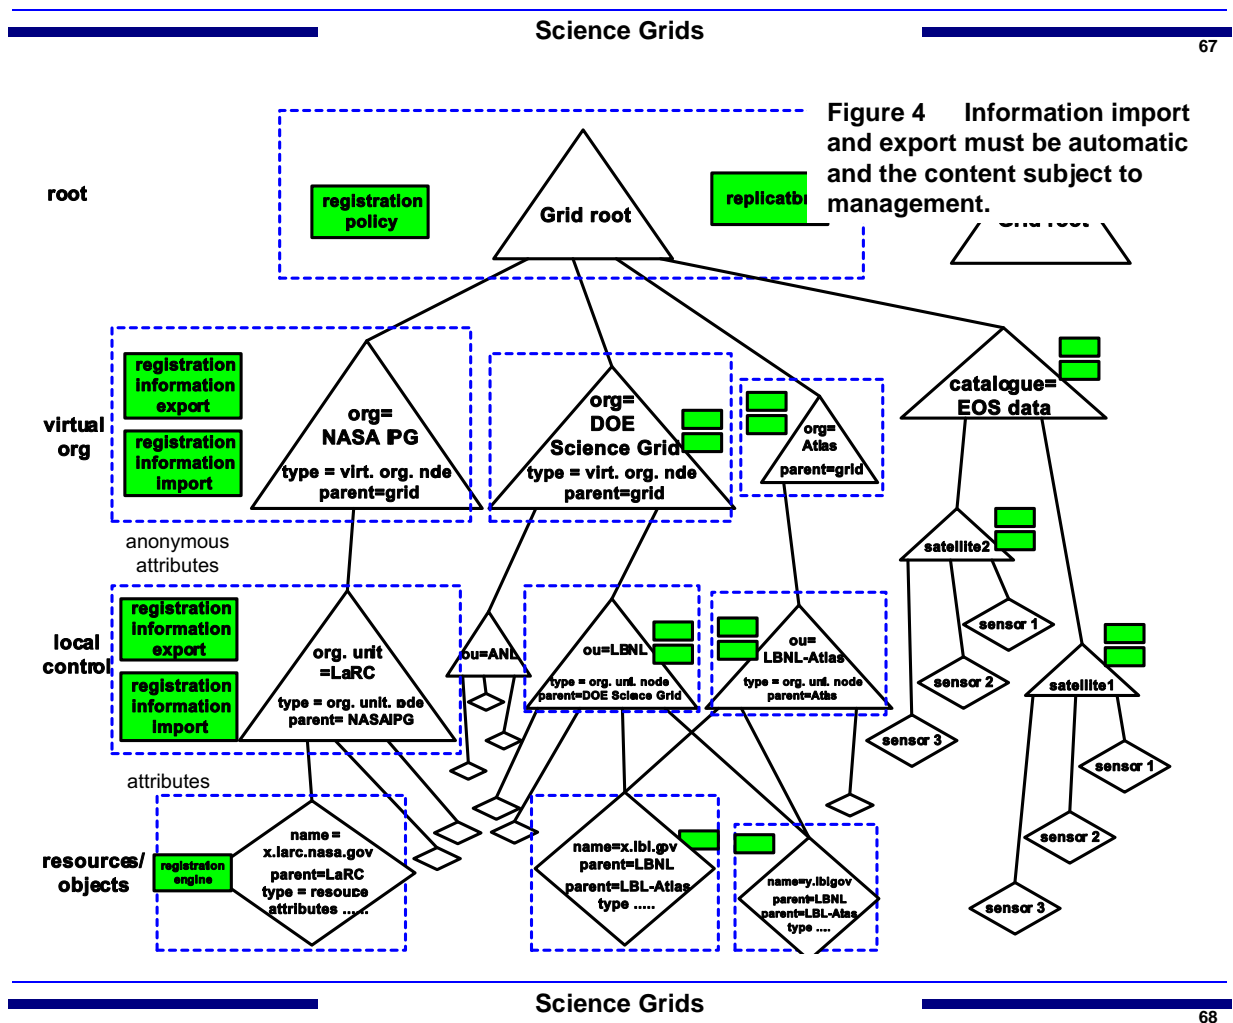 Science Grids
67
Figure 4 Information import
and export must be automatic
and the content subject to
management.
root
registration
policy
Grid root
replicatbn
Grid root
virtual
org
registration
information
export
registration
information
import
org=
NASA IPG
type = virt. org. nde
parent=grid
org=
DOE
Science Grid
type = virt. org. nde
parent=grid
org=
Atlas
parent=grid
catalogue=
EOS data
anonymous
attributes
satellite2
sensor 1
sensor 2
sensor 3
local
control
registration
information
export
registration
information
import
org. unit
=LaRC
type = org. unit. node
parent= NASAIPG
ou=ANL
ou=LBNL
type = org. unit. node
parent=DOE Science Grid
ou=
LBNL-Atlas
type = org. unit. node
parent=Atlas
satellite1
sensor 1
sensor 2
sensor 3
attributes
resources/
objects
registration
engine
name =
x.larc.nasa.gov
parent=LaRC
type = resouce
attributes ......
name=x.lbl.gov
parent=LBNL
parent=LBL-Atlas
type .....
name=y.lblgov
parent=LBNL
parent=LBL-Atas
type ....
Science Grids
68